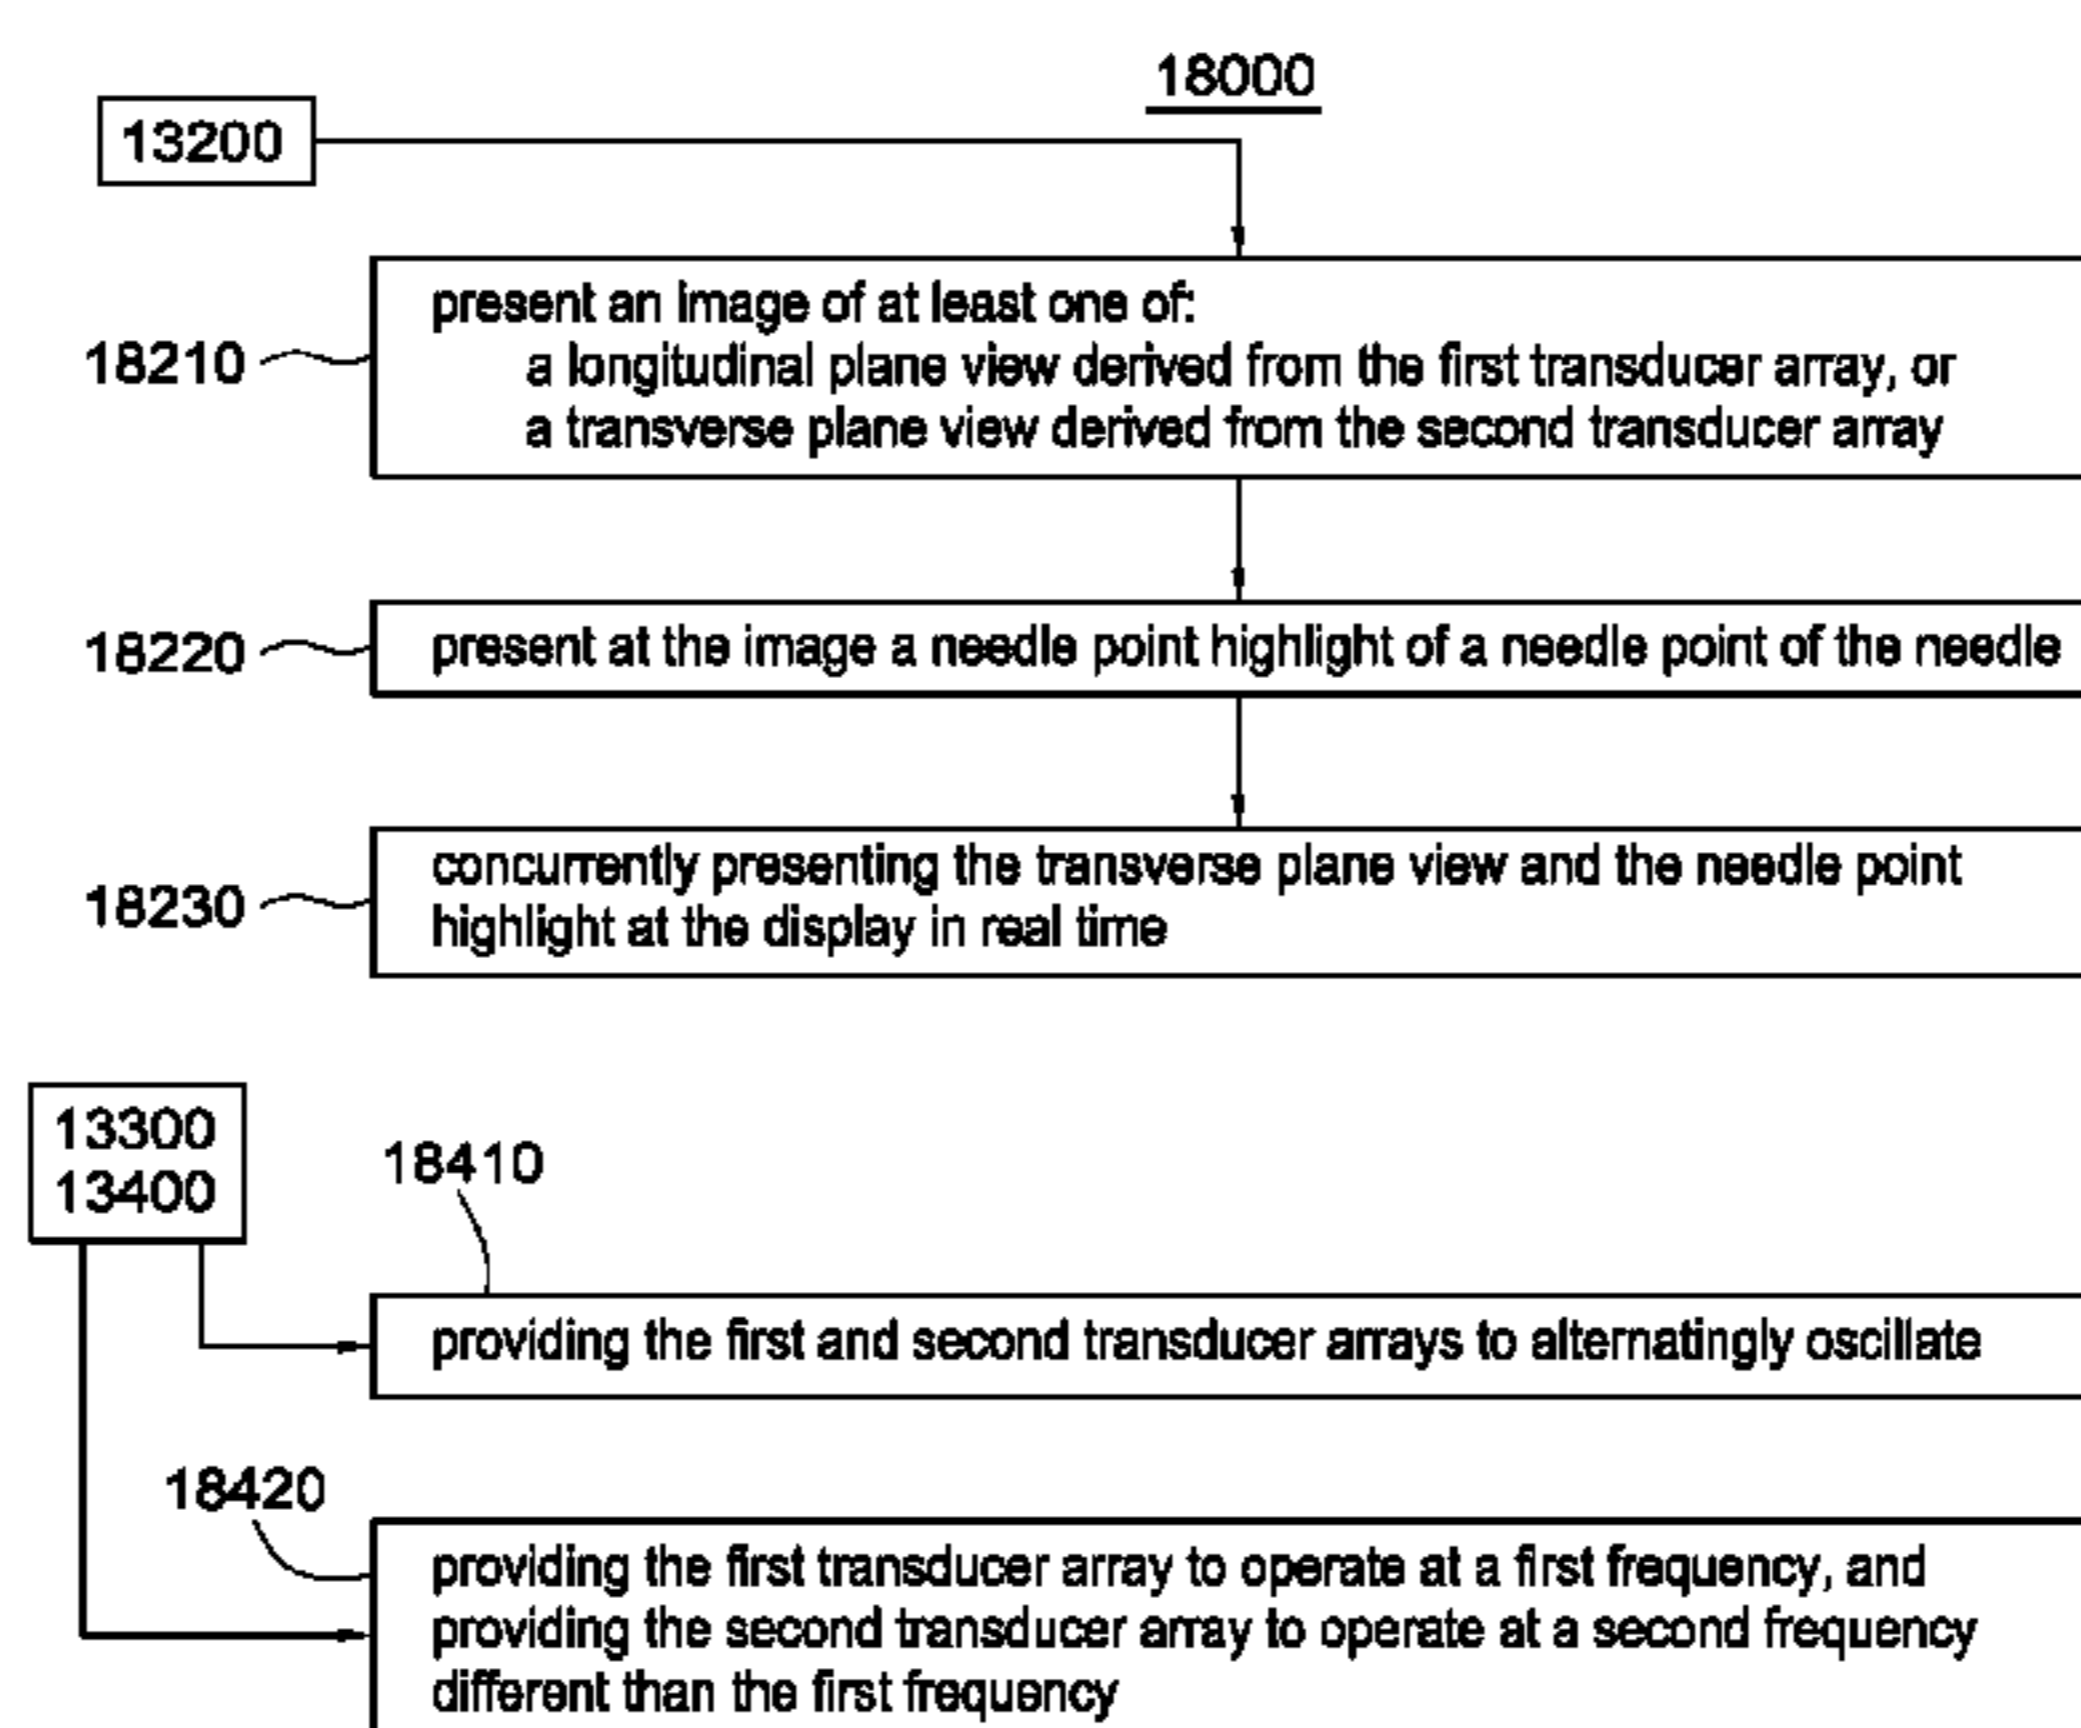 18000
13200
present an image of at least one of:
a longitudinal plane view derived from the first transducer array, or
18210
a transverse plane view derived from the second transducer array
18220
present at the image a needle point highlight of a needle point of the needle
concurrently presenting the transverse plane view and the needle point
18230
highlight at the display in real time
13300
13400
18410
providing the first and second transducer arrays to alternatingly oscillate
18420
providing the first transducer array to operate at a first frequency, and
providing the second transducer array to operate at a second frequency
different than the first frequency